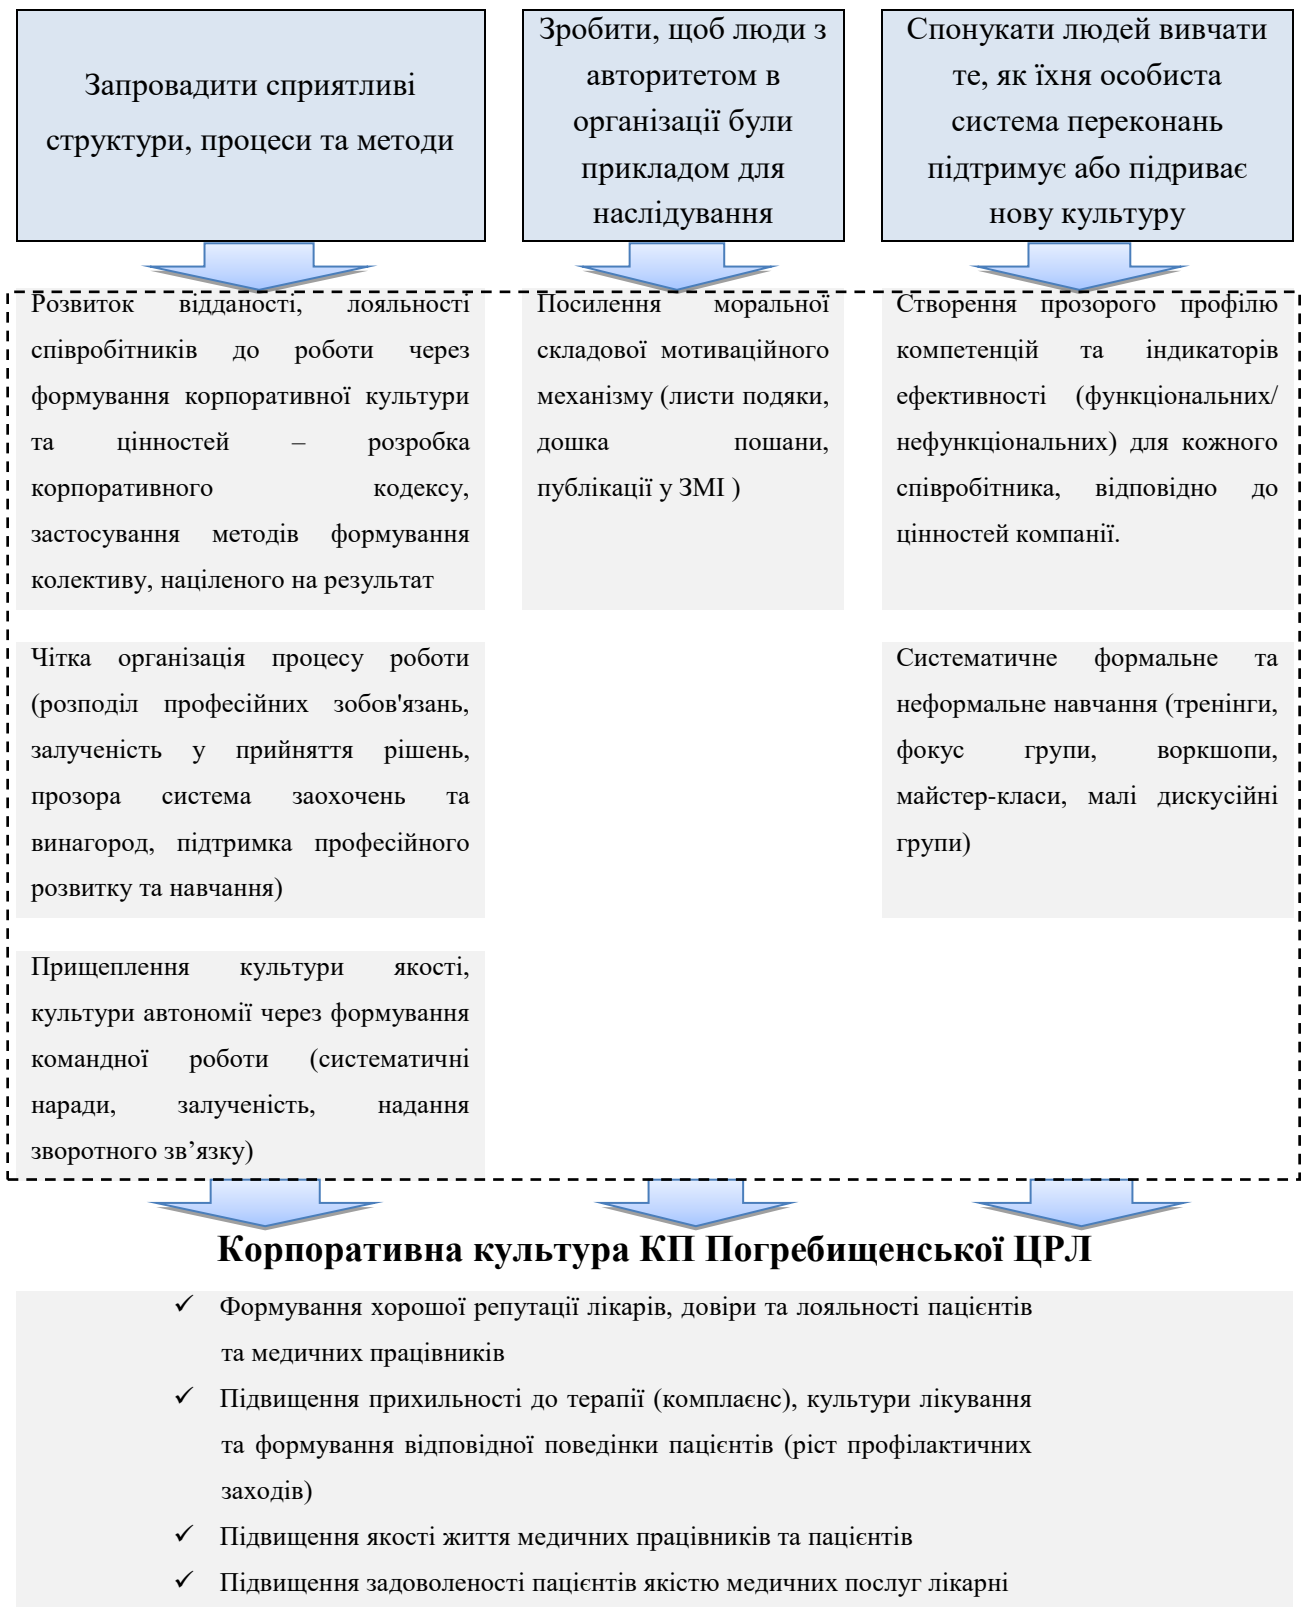 Запровадити сприятливі
структури, процеси та методи
Зробити, щоб люди з
авторитетом в
організації були
прикладом для
наслідування
Спонукати людей вивчати
те, як їхня особиста
система переконань
підтримує або підриває
нову культуру
Розвиток відданості, лояльності
співробітників до роботи через
формування корпоративної культури
та цінностей – розробка
корпоративного кодексу,
застосування методів формування
колективу, націленого на результат
Посилення моральної
складової мотиваційного
механізму (листи подяки,
дошка пошани,
публікації у ЗМІ )
Створення прозорого профілю
компетенцій та індикаторів
ефективності (функціональних/
нефункціональних) для кожного
співробітника, відповідно до
цінностей компанії.
Чітка організація процесу роботи
(розподіл професійних зобов'язань,
залученість у прийняття рішень,
прозора система заохочень та
винагород, підтримка професійного
розвитку та навчання)
Систематичне формальне та
неформальне навчання (тренінги,
фокус групи, воркшопи,
майстер-класи, малі дискусійні
групи)
Прищеплення культури якості,
культури автономії через формування
командної роботи (систематичні
наради, залученість, надання
зворотного зв’язку)
Корпоративна культура КП Погребищенської ЦРЛ
✓ Формування хорошої репутації лікарів, довіри та лояльності пацієнтів
та медичних працівників
✓ Підвищення прихильності до терапії (комплаєнс), культури лікування
та формування відповідної поведінки пацієнтів (ріст профілактичних
заходів)
✓ Підвищення якості життя медичних працівників та пацієнтів
✓ Підвищення задоволеності пацієнтів якістю медичних послуг лікарні